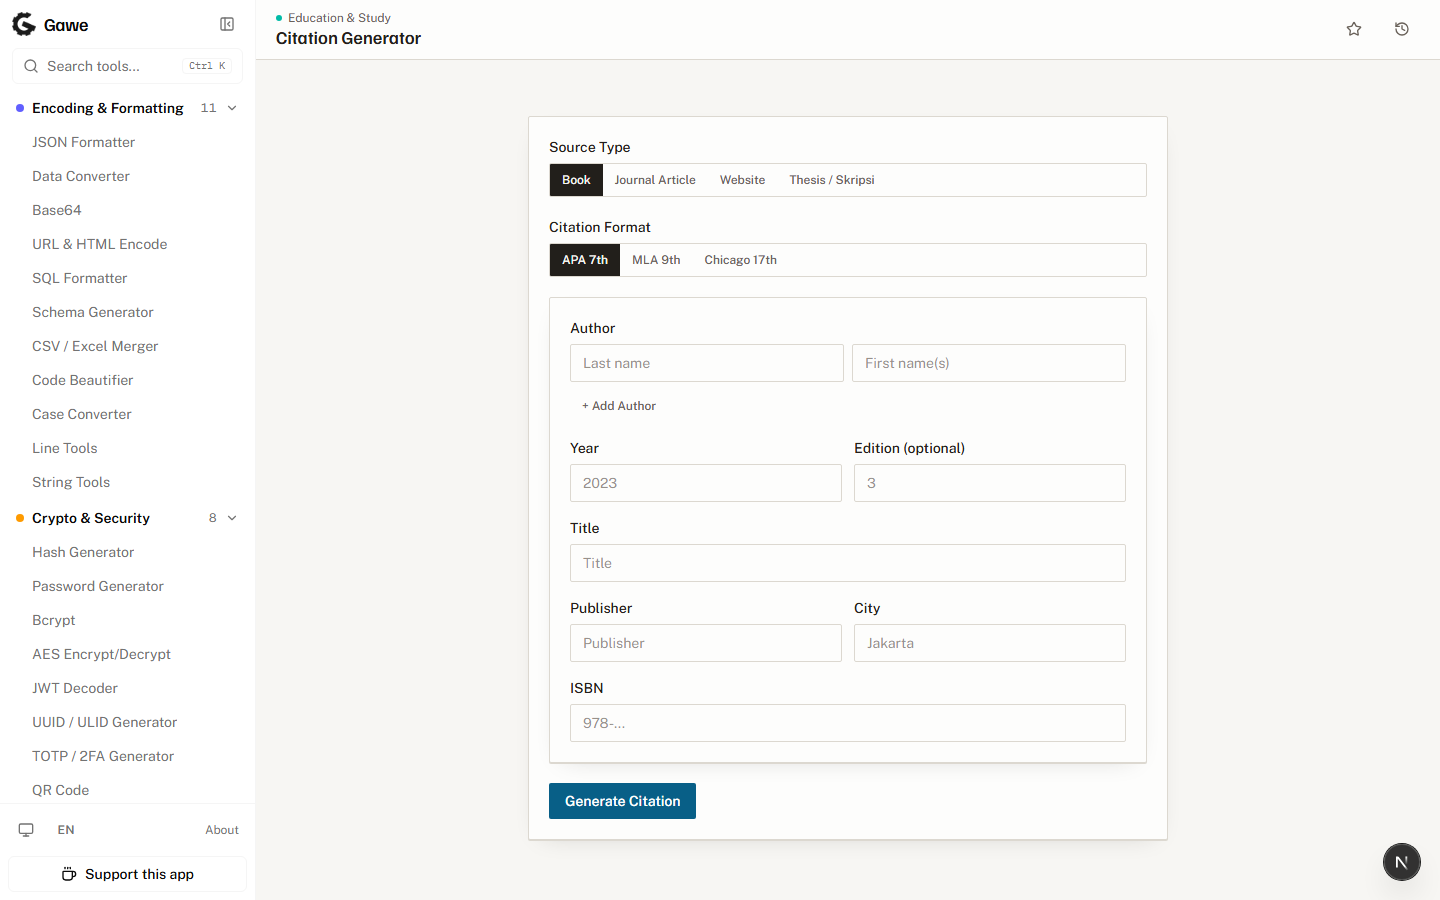 Gawe
Search tools...
Ctrl K
Encoding & Formatting 11
JSON Formatter
Data Converter
Base64
URL & HTML Encode
SQL Formatter
Schema Generator
CSV / Excel Merger
Code Beautifier
Case Converter
Line Tools
String Tools
Crypto & Security 8
Hash Generator
Password Generator
Bcrypt
AES Encrypt/Decrypt
JWT Decoder
UUID / ULID Generator
TOTP / 2FA Generator
QR Code
EN
About
Support this app
Education & Study
Citation Generator
Source Type
Book
Journal Article
Website
Thesis / Skripsi
Citation Format
APA 7th
MLA 9th
Chicago 17th
Author
Last name
First name(s)
+ Add Author
Year
Edition (optional)
2023
3
Title
Title
Publisher
City
Publisher
Jakarta
ISBN
978-...
Generate Citation
N